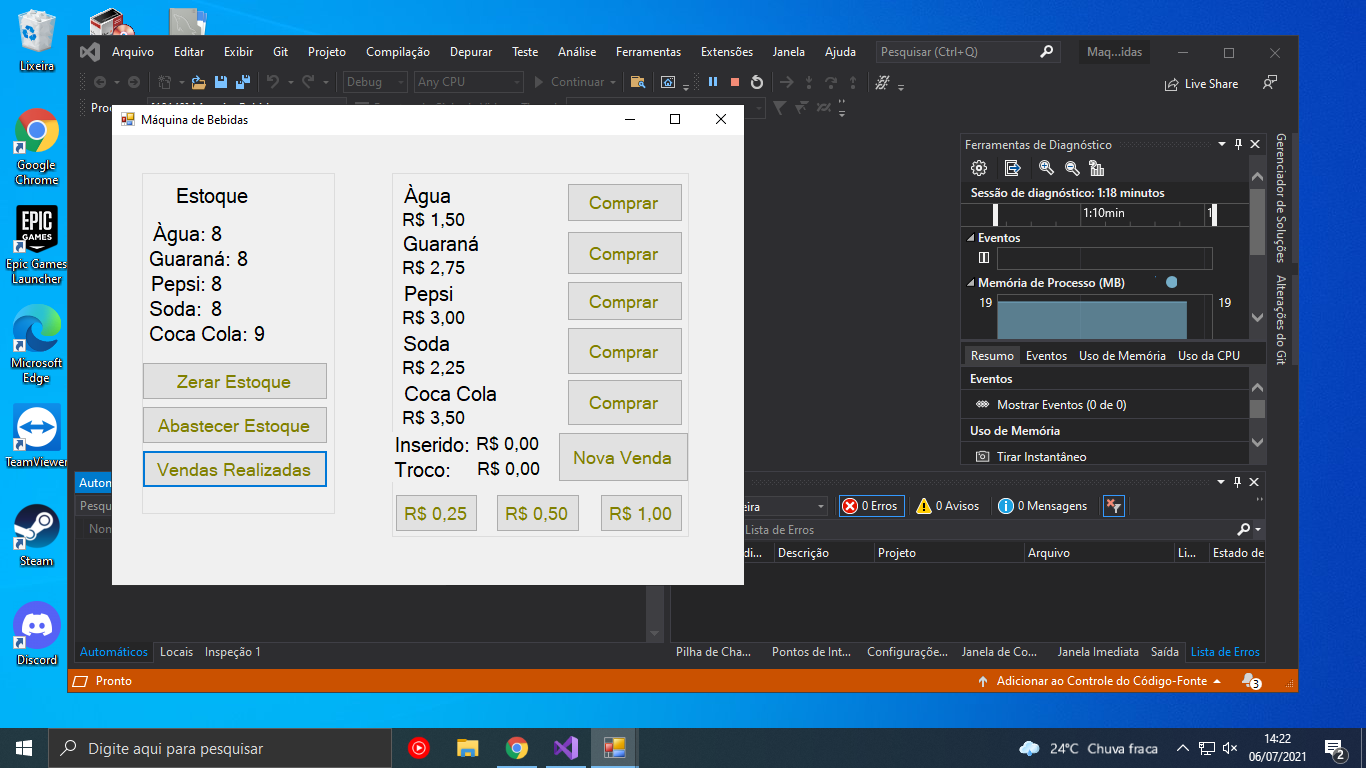 Lixeira
Google
Chrome
EPIC
GAMES
Epic Games
Launcher
Microsoft
Edge
TeamViewer
Steam
Discord
Arquivo Editar Exibir Git Projeto Compilação Depurar Teste Análise Ferramentas Extensões Janela Ajuda Pesquisar (Ctrl+Q) Maq...idas
Debug Any CPU Continuar Live Share
Proc
Máquina de Bebidas
Estoque
Àgua: 8
Guaraná: 8
Pepsi: 8
Soda: 8
Coca Cola: 9
Zerar Estoque
Abastecer Estoque
Vendas Realizadas
Àgua
R$ 1,50
Comprar
Guaraná
R$ 2,75
Comprar
Pepsi
R$ 3,00
Comprar
Soda
R$ 2,25
Comprar
Coca Cola
R$ 3,50
Comprar
Inserido: R$ 0,00
Troco: R$ 0,00
Nova Venda
R$ 0,25 R$ 0,50 R$ 1,00
Ferramentas de Diagnóstico
Sessão de diagnóstico: 1:18 minutos
1:10min 1
Eventos
Memória de Processo (MB)
19 19
Resumo Eventos Uso de Memória Uso da CPU
Eventos
Mostrar Eventos (0 de 0)
Uso de Memória
Tirar Instantâneo
Gerenciador de Soluções
Alterações do Git
Auton
Pesqu
Nom
eira 0 Erros 0 Avisos 0 Mensagens
Lista de Erros
di... Descrição Projeto Arquivo Li... Estado de
Automáticos Locais Inspeção 1
Pilha de Cha... Pontos de Int... Configuraçõe... Janela de Co... Janela Imediata Saída Lista de Erros
Pronto Adicionar ao Controle do Código-Fonte 3
Digite aqui para pesquisar
24°C Chuva fraca
14:22
06/07/2021
2